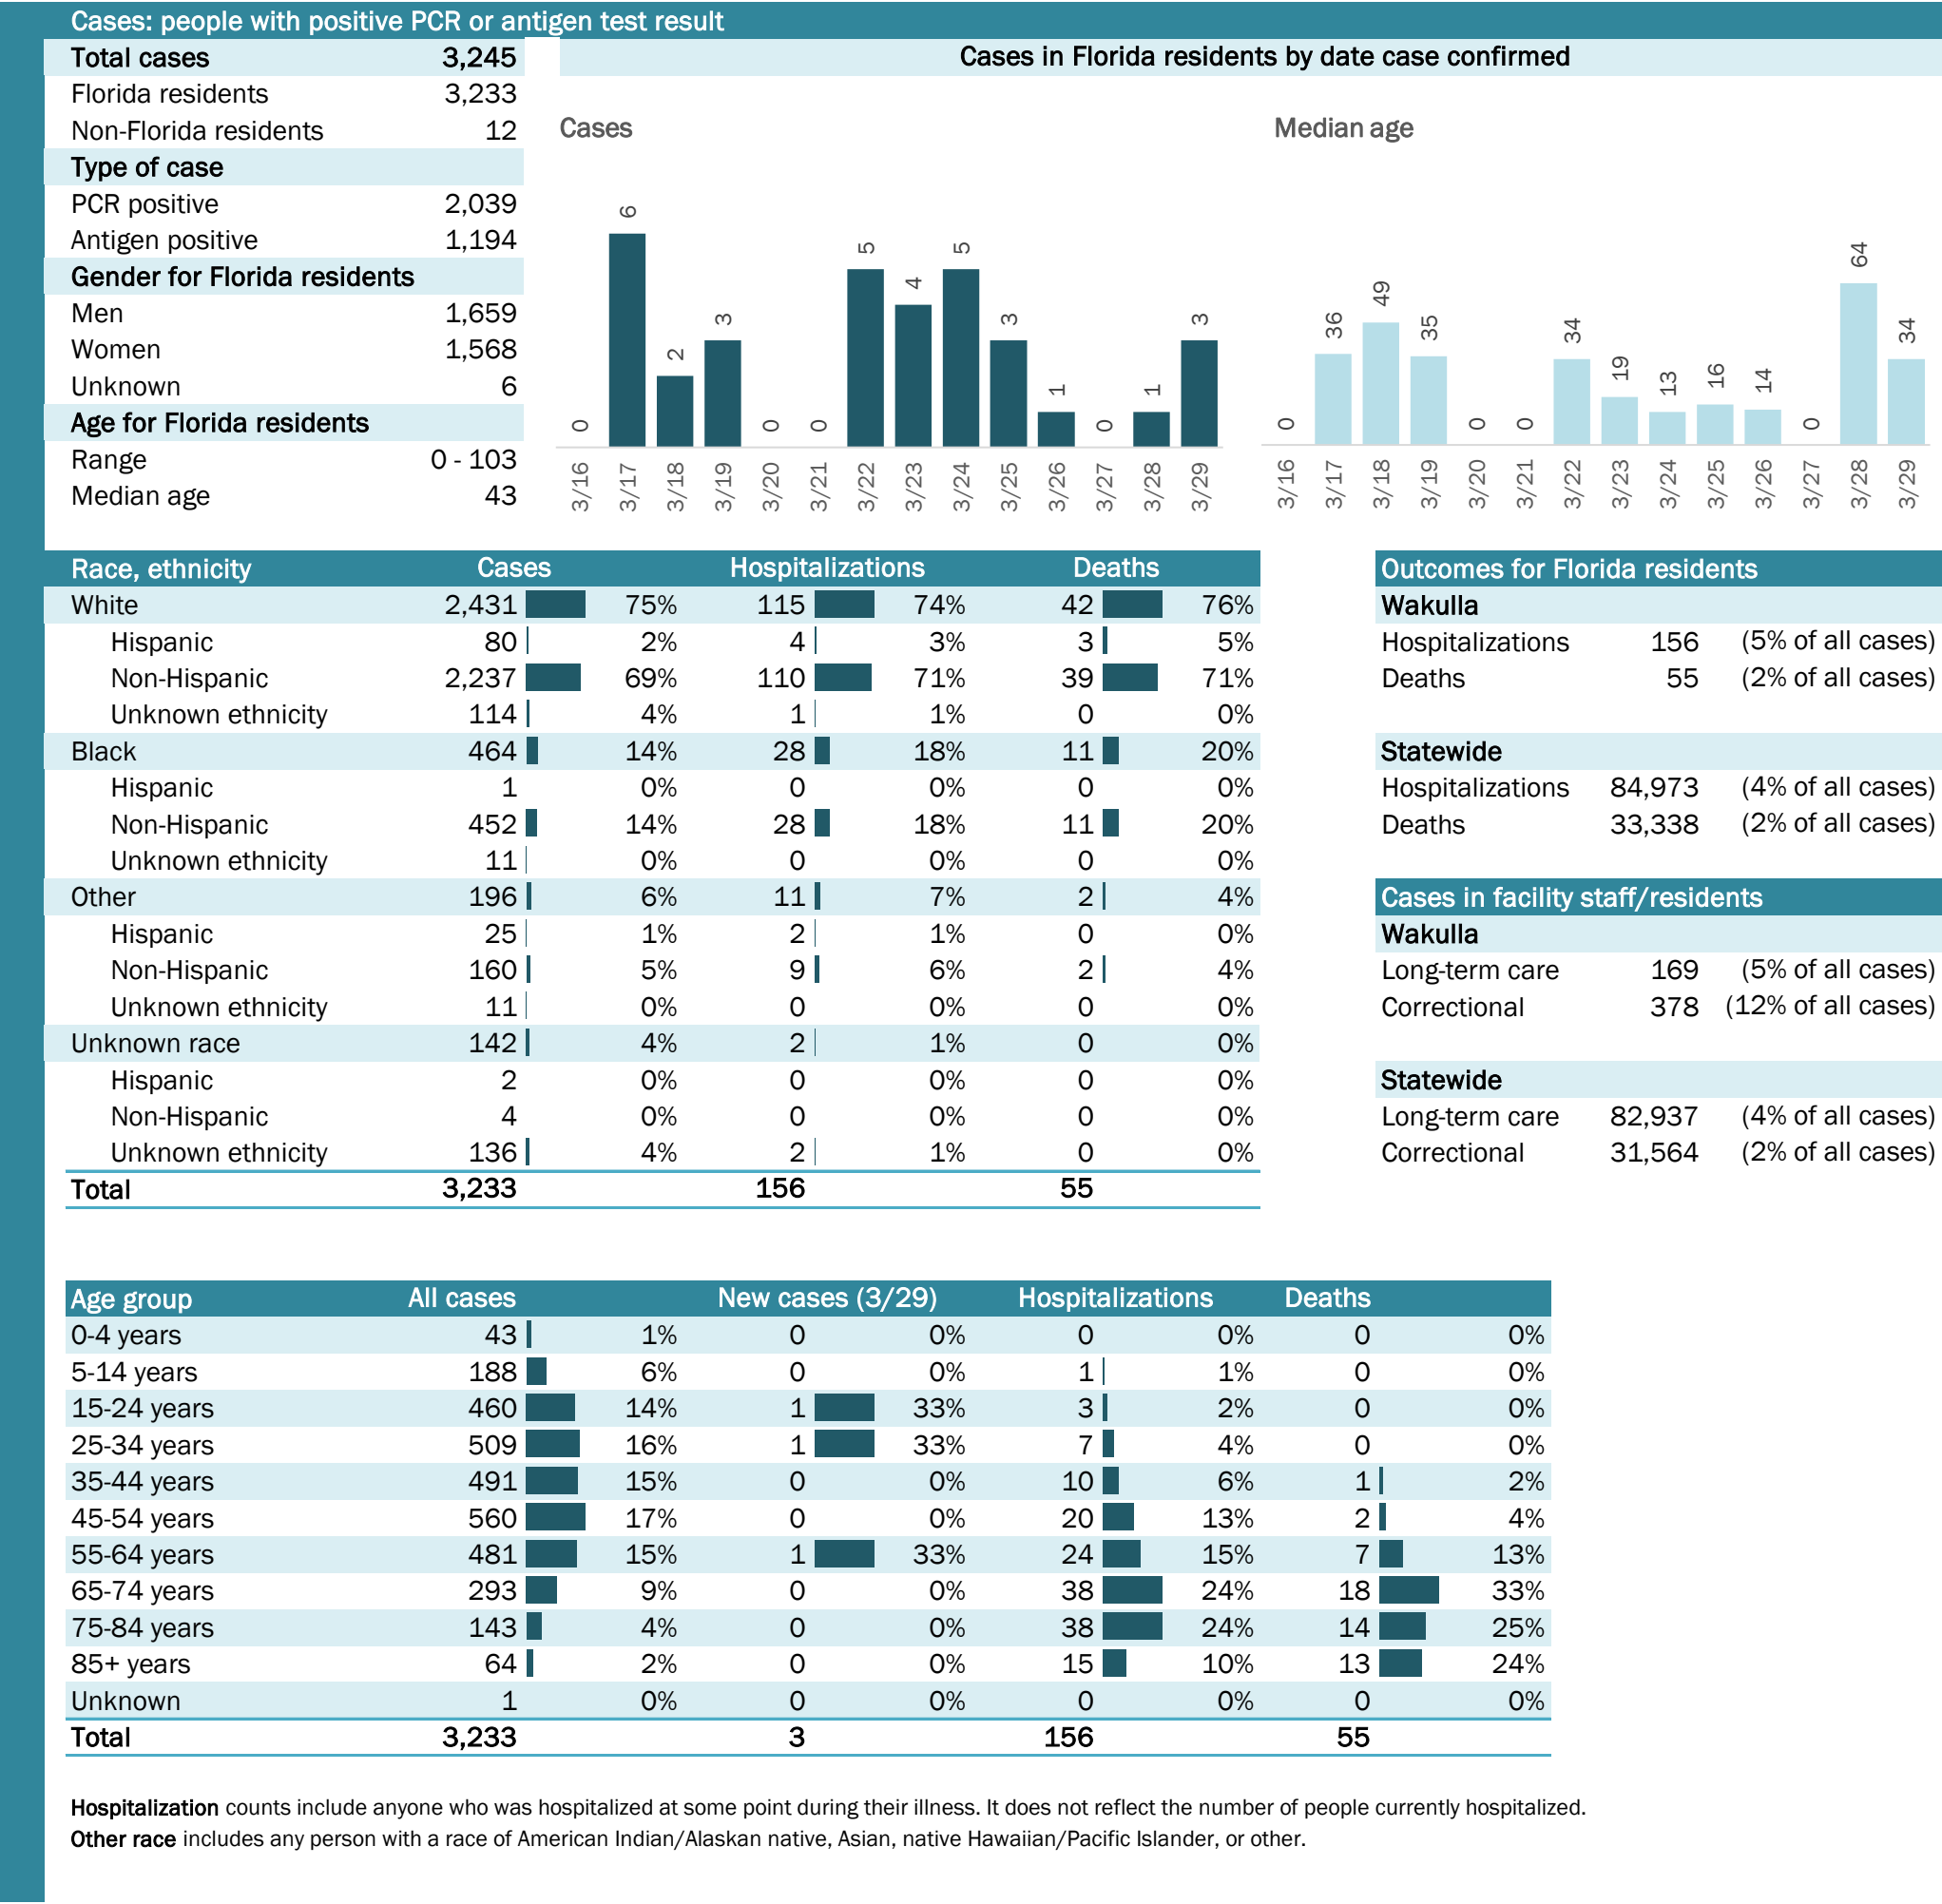 Cases: people with positive PCR or antigen test result
Total cases 3,245
Florida residents 3,233
Non-Florida residents 12
Type of case
PCR positive 2,039
Antigen positive 1,194
Gender for Florida residents
Men 1,659
Women 1,568
Unknown 6
Age for Florida residents
Range 0 - 103
Median age 43
Cases in Florida residents by date case confirmed
Cases
0 6 2 3 0 0 5 4 5 3 1 0 1 3
3/16 3/17 3/18 3/19 3/20 3/21 3/22 3/23 3/24 3/25 3/26 3/27 3/28 3/29
Median age
0 36 49 35 0 0 34 19 13 16 14 0 64 34
3/16 3/17 3/18 3/19 3/20 3/21 3/22 3/23 3/24 3/25 3/26 3/27 3/28 3/29
Race, ethnicity Cases Hospitalizations Deaths
White 2,431 75% 115 74% 42 76%
Hispanic 80 2% 4 3% 3 5%
Non-Hispanic 2,237 69% 110 71% 39 71%
Unknown ethnicity 114 4% 1 1% 0 0%
Black 464 14% 28 18% 11 20%
Hispanic 1 0% 0 0% 0 0%
Non-Hispanic 452 14% 28 18% 11 20%
Unknown ethnicity 11 0% 0 0% 0 0%
Other 196 6% 11 7% 2 4%
Hispanic 25 1% 2 1% 0 0%
Non-Hispanic 160 5% 9 6% 2 4%
Unknown ethnicity 11 0% 0 0% 0 0%
Unknown race 142 4% 2 1% 0 0%
Hispanic 2 0% 0 0% 0 0%
Non-Hispanic 4 0% 0 0% 0 0%
Unknown ethnicity 136 4% 2 1% 0 0%
Total 3,233 156 55
Outcomes for Florida residents
Wakulla
Hospitalizations 156 (5% of all cases)
Deaths 55 (2% of all cases)
Statewide
Hospitalizations 84,973 (4% of all cases)
Deaths 33,338 (2% of all cases)
Cases in facility staff/residents
Wakulla
Long-term care 169 (5% of all cases)
Correctional 378 (12% of all cases)
Statewide
Long-term care 82,937 (4% of all cases)
Correctional 31,564 (2% of all cases)
Age group All cases New cases (3/29) Hospitalizations Deaths
0-4 years 43 1% 0 0% 0 0% 0 0%
5-14 years 188 6% 0 0% 1 1% 0 0%
15-24 years 460 14% 1 33% 3 2% 0 0%
25-34 years 509 16% 1 33% 7 4% 0 0%
35-44 years 491 15% 0 0% 10 6% 1 2%
45-54 years 560 17% 0 0% 20 13% 2 4%
55-64 years 481 15% 1 33% 24 15% 7 13%
65-74 years 293 9% 0 0% 38 24% 18 33%
75-84 years 143 4% 0 0% 38 24% 14 25%
85+ years 64 2% 0 0% 15 10% 13 24%
Unknown 1 0% 0 0% 0 0% 0 0%
Total 3,233 3 156 55
Hospitalization counts include anyone who was hospitalized at some point during their illness. It does not reflect the number of people currently hospitalized.
Other race includes any person with a race of American Indian/Alaskan native, Asian, native Hawaiian/Pacific Islander, or other.